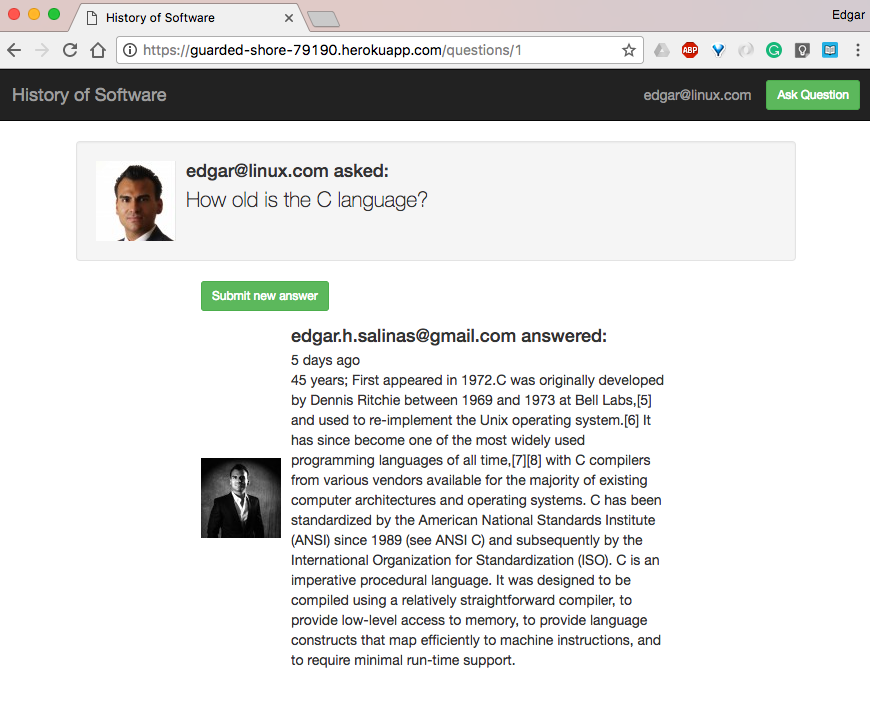 History of Software
Edgar
https://guarded-shore-79190.herokuapp.com/questions/1
ABP
History of Software
edgar@linux.com
Ask Question
edgar@linux.com asked:
How old is the C language?
Submit new answer
edgar.h.salinas@gmail.com answered:
5 days ago
45 years; First appeared in 1972.C was originally developed
by Dennis Ritchie between 1969 and 1973 at Bell Labs,[5]
and used to re-implement the Unix operating system.[6] It
has since become one of the most widely used
programming languages of all time,[7][8] with C compilers
from various vendors available for the majority of existing
computer architectures and operating systems. C has been
standardized by the American National Standards Institute
(ANSI) since 1989 (see ANSI C) and subsequently by the
International Organization for Standardization (ISO). C is an
imperative procedural language. It was designed to be
compiled using a relatively straightforward compiler, to
provide low-level access to memory, to provide language
constructs that map efficiently to machine instructions, and
to require minimal run-time support.